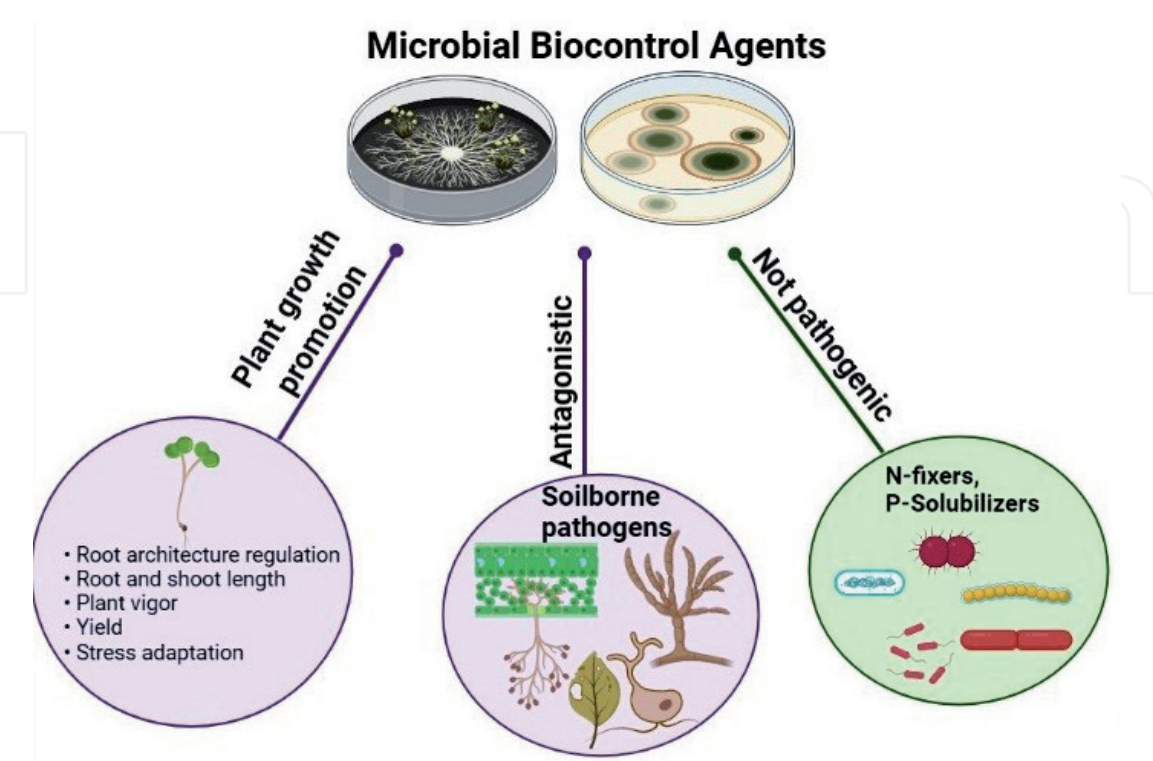 Microbial Biocontrol Agents
Plant growth
promotion
Antagonistic
Not pathogenic
• Root architecture regulation
• Root and shoot length
• Plant vigor
• Yield
• Stress adaptation
Soilborne
pathogens
N-fixers,
P-Solubilizers